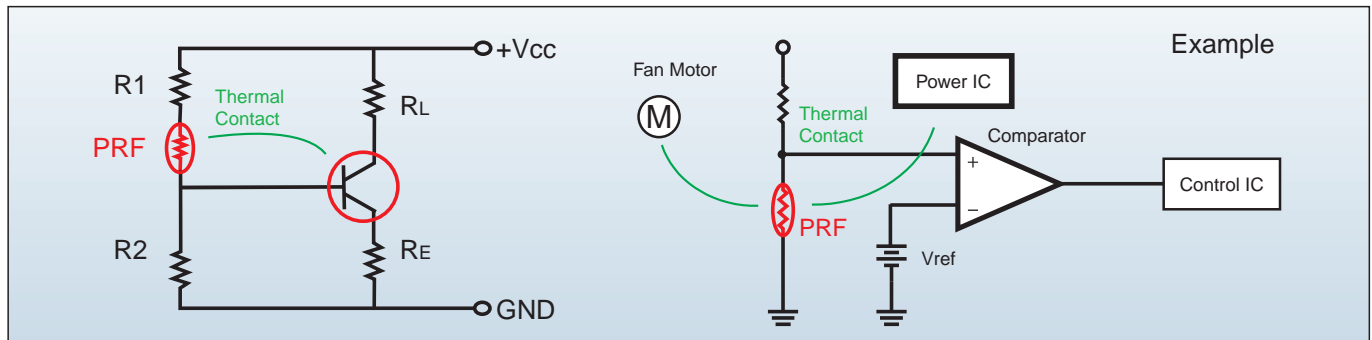 +Vcc
R1
Thermal
Contact
RL
PRF
R2
RE
GND
Example
Fan Motor
Power IC
M
Thermal
Contact
Comparator
+
−
Control IC
PRF
Vref